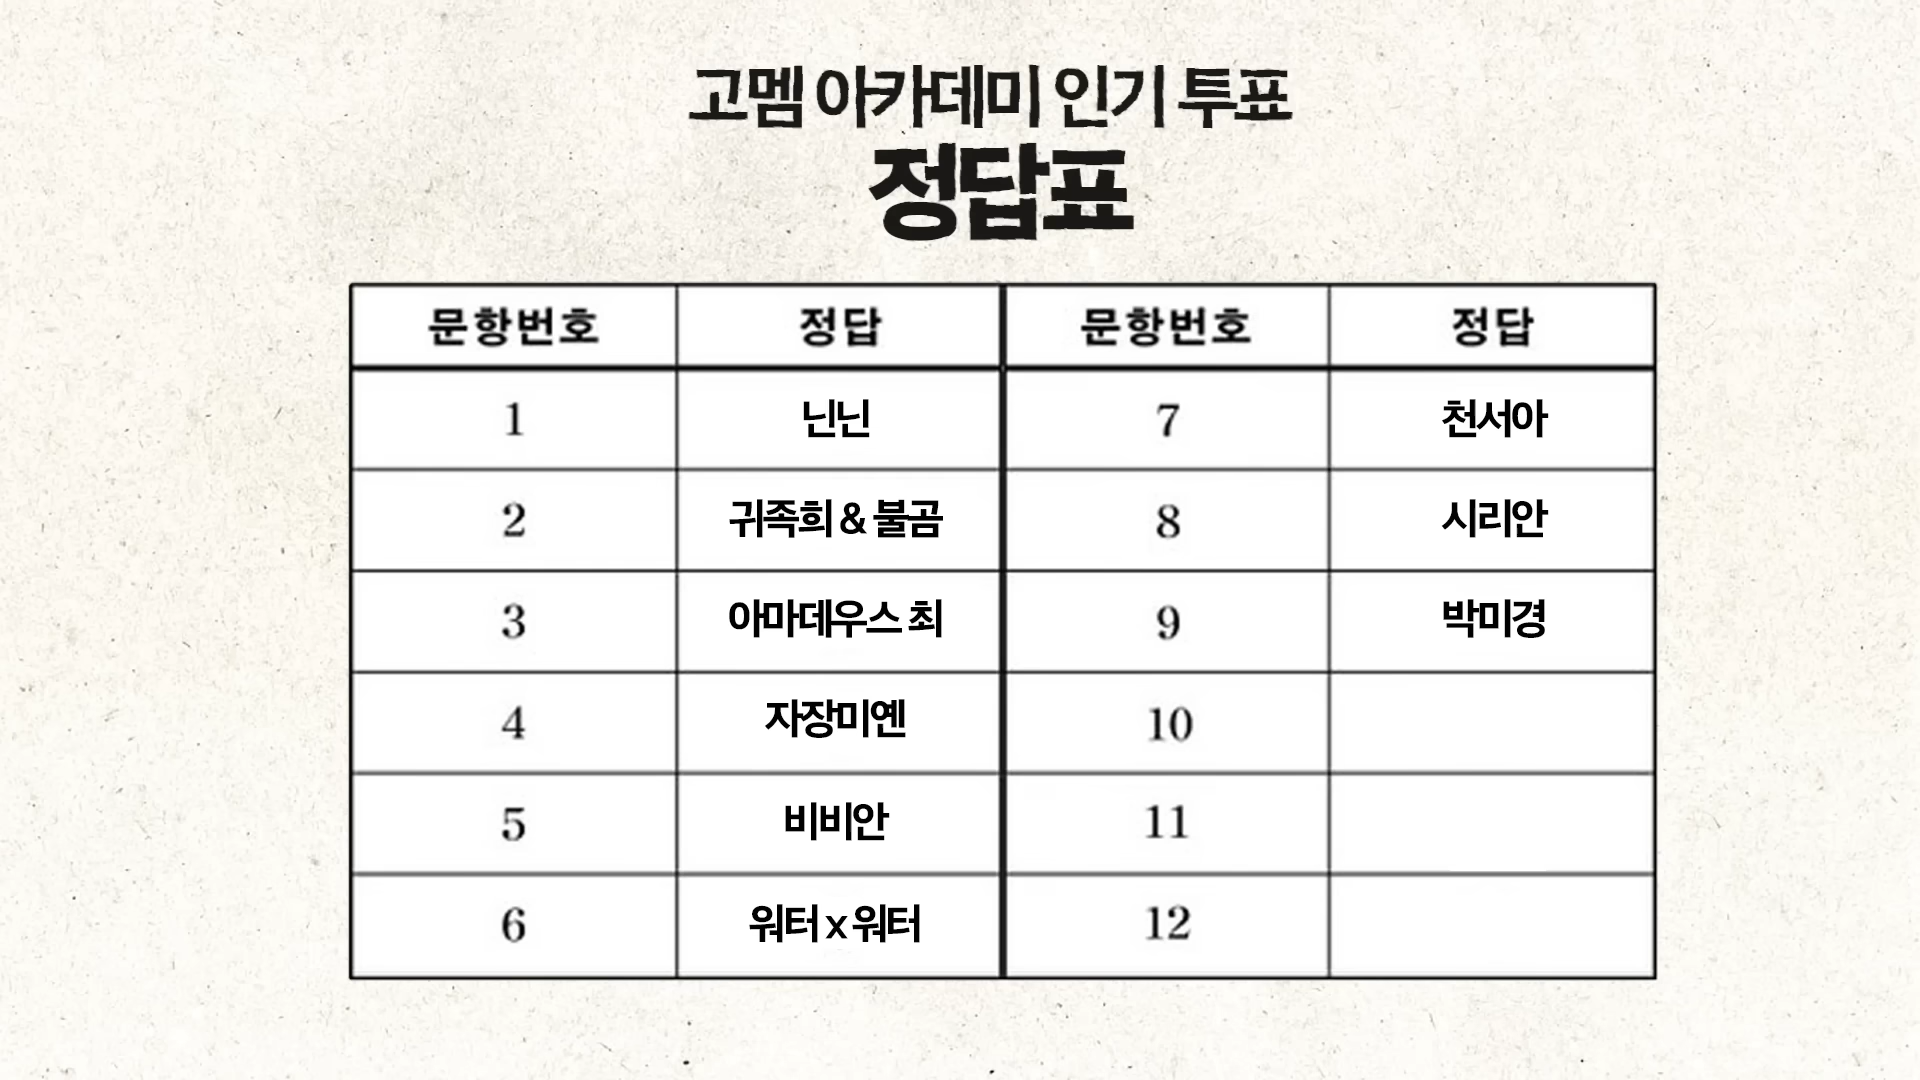 고멤 아카데미 인기 투표
정답표
문항번호 정답 문항번호 정답
1 닌닌 7 천서아
2 귀족희 & 불곰 8 시리안
3 아마데우스 최 9 박미경
4 자장미옌 10
5 비비안 11
6 워터 x 워터 12